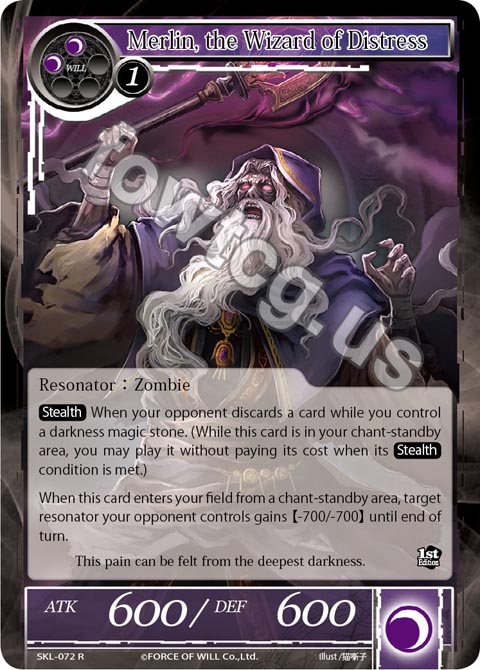 Merlin, the Wizard of Distress
WILL
1
fowtcg.us
Resonator : Zombie
Stealth When your opponent discards a card while you control
a darkness magic stone. (While this card is in your chant-standby
area, you may play it without paying its cost when its Stealth
condition is met.)
When this card enters your field from a chant-standby area, target
resonator your opponent controls gains 【-700/-700】 until end of
turn.
This pain can be felt from the deepest darkness.
1st
Edition
ATK 600 / DEF 600
SKL-072 R ©FORCE OF WILL Co.,Ltd. Illust /猫囃子